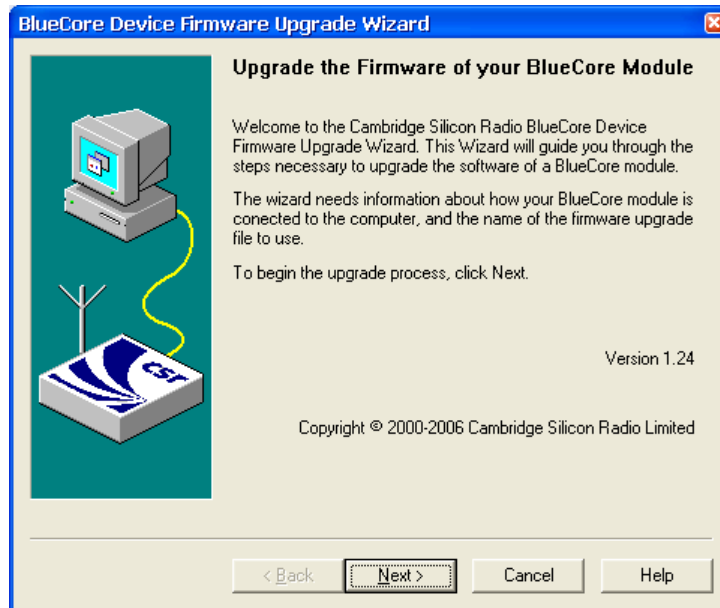 BlueCore Device Firmware Upgrade Wizard
Upgrade the Firmware of your BlueCore Module
Welcome to the Cambridge Silicon Radio BlueCore Device
Firmware Upgrade Wizard. This Wizard will guide you through the
steps necessary to upgrade the software of a BlueCore module.
The wizard needs information about how your BlueCore module is
conected to the computer, and the name of the firmware upgrade
file to use.
To begin the upgrade process, click Next.
CSr
Version 1.24
Copyright © 2000-2006 Cambridge Silicon Radio Limited
< Back
Next >
Cancel
Help